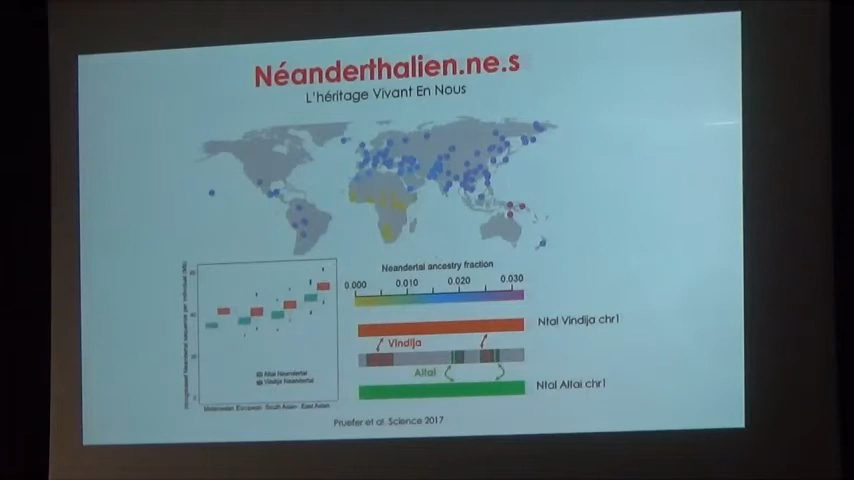 Néanderthalien.ne.s
L'héritage Vivant En Nous
Neandertal ancestry fraction
0.000 0.010 0.020 0.030
Ntal Vindija chr1
Vindija
Altai
Ntal Altai chr1
Altai Neandertal
Vindija Neandertal
Melanesian European South Asian East Asian
Pruefer et al. Science 2017